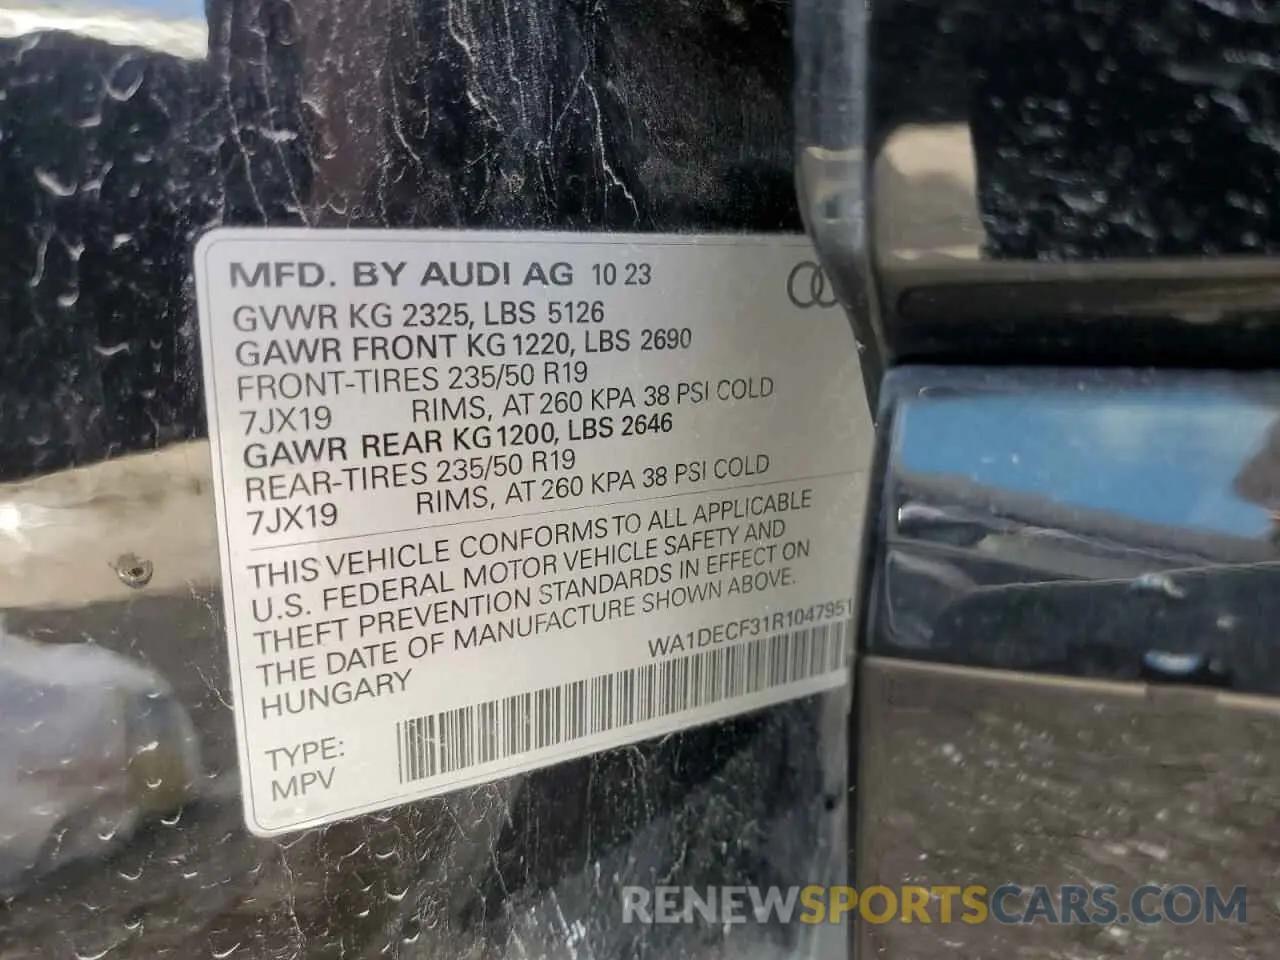 MFD. BY AUDI AG 10 23
GVWR KG 2325, LBS 5126
GAWR FRONT KG 1220, LBS 2690
FRONT-TIRES 235/50 R19
7JX19 RIMS, AT 260 KPA 38 PSI COLD
GAWR REAR KG 1200, LBS 2646
REAR-TIRES 235/50 R19
7JX19 RIMS, AT 260 KPA 38 PSI COLD
THIS VEHICLE CONFORMS TO ALL APPLICABLE
U.S. FEDERAL MOTOR VEHICLE SAFETY AND
THEFT PREVENTION STANDARDS IN EFFECT ON
THE DATE OF MANUFACTURE SHOWN ABOVE.
HUNGARY WA1DECF31R1047951
TYPE:
MPV
RENEWSPORTSCARS.COM